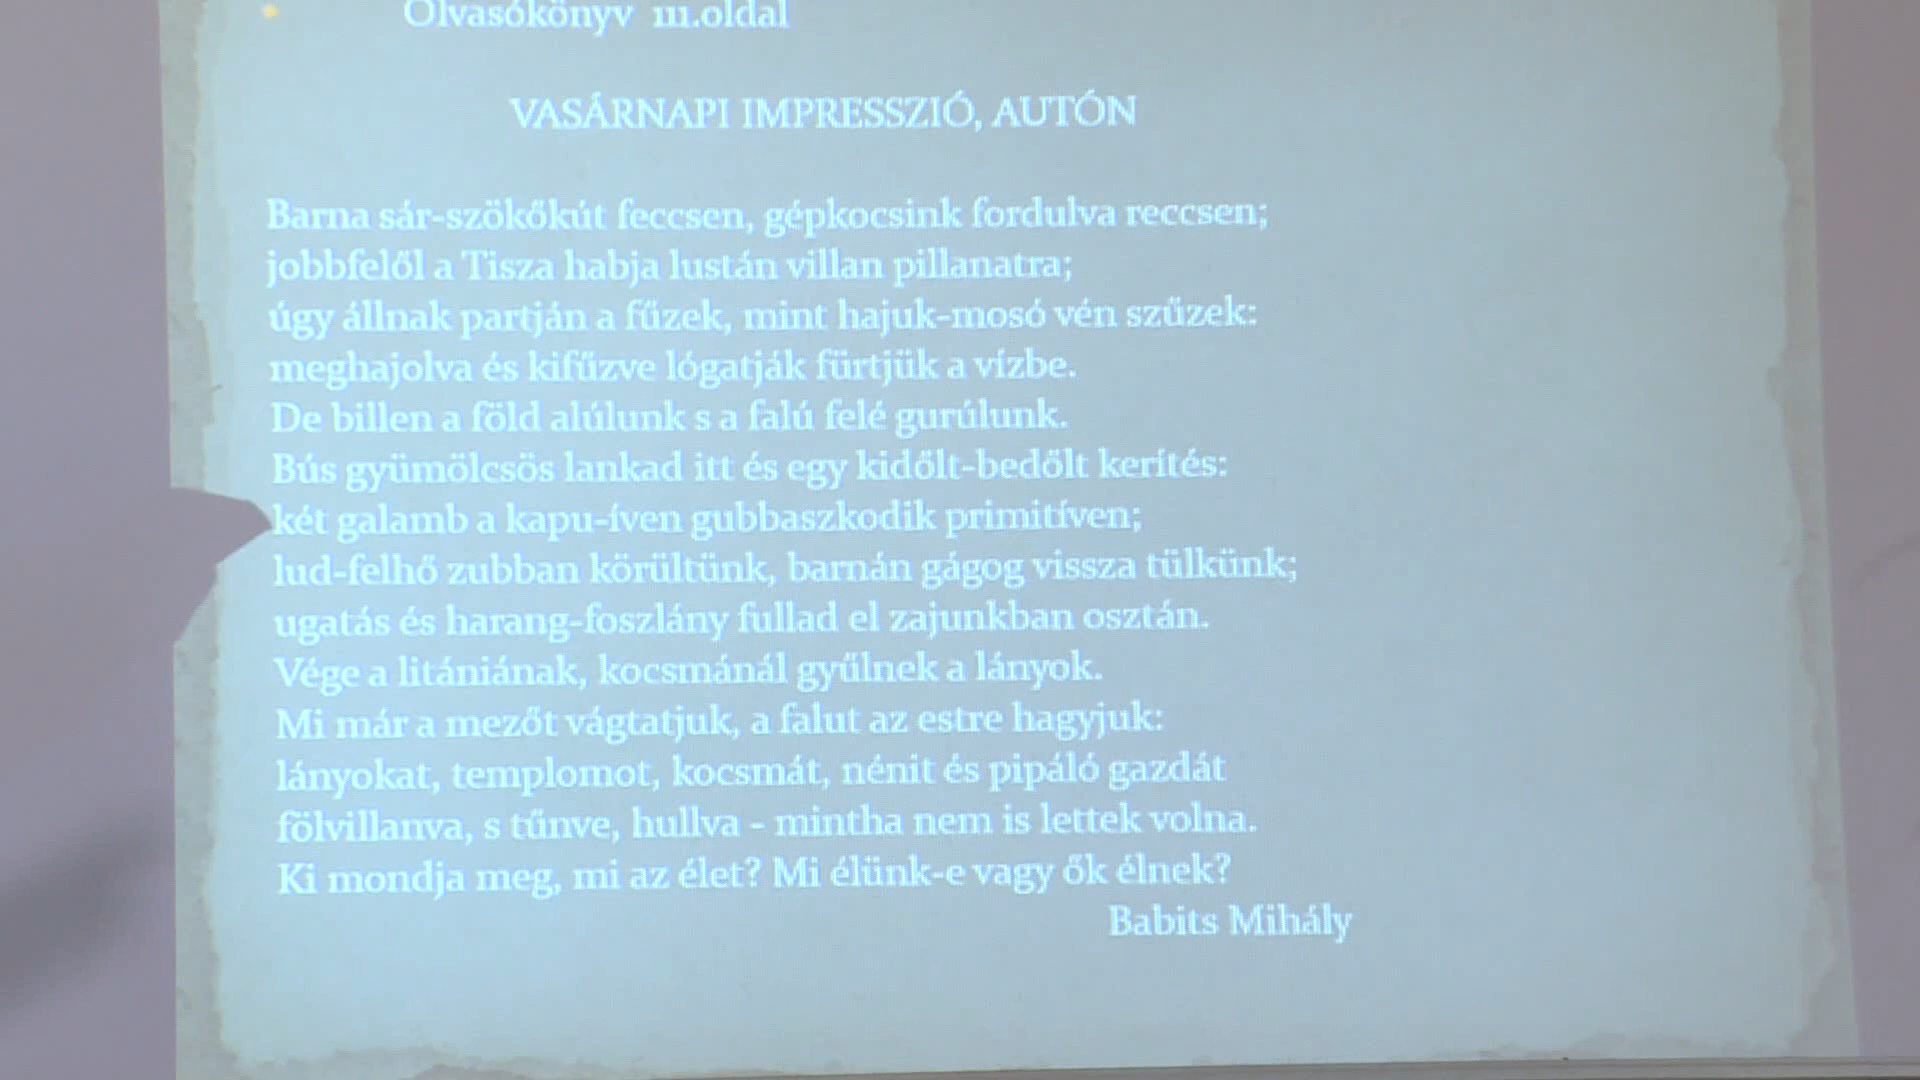 Olvasókönyv 111.oldal
VASÁRNAPI IMPRESSZIÓ, AUTÓN
Barna sár-szökőkút feccsen, gépkocsink fordulva reccsen;
jobbfelől a Tisza habja lustán villan pillanatra;
úgy állnak partján a fűzek, mint hajuk-mosó vén szűzek:
meghajolva és kifűzve lógatják fürtjük a vízbe.
De billen a föld alúlunk s a falú felé gurúlunk.
Bús gyümölcsös lankad itt és egy kidőlt-bedőlt kerítés:
két galamb a kapu-íven gubbaszkodik primitíven;
lud-felhő zubban körültünk, barnán gágog vissza tülkünk;
ugatás és harang-foszlány fullad el zajunkban osztán.
Vége a litániának, kocsmánál gyűlnek a lányok.
Mi már a mezőt vágtatjuk, a falut az estre hagyjuk:
lányokat, templomot, kocsmát, nénit és pipáló gazdát
fölvillanva, s tűnve, hullva - mintha nem is lettek volna.
Ki mondja meg, mi az élet? Mi élünk-e vagy ők élnek?
Babits Mihály